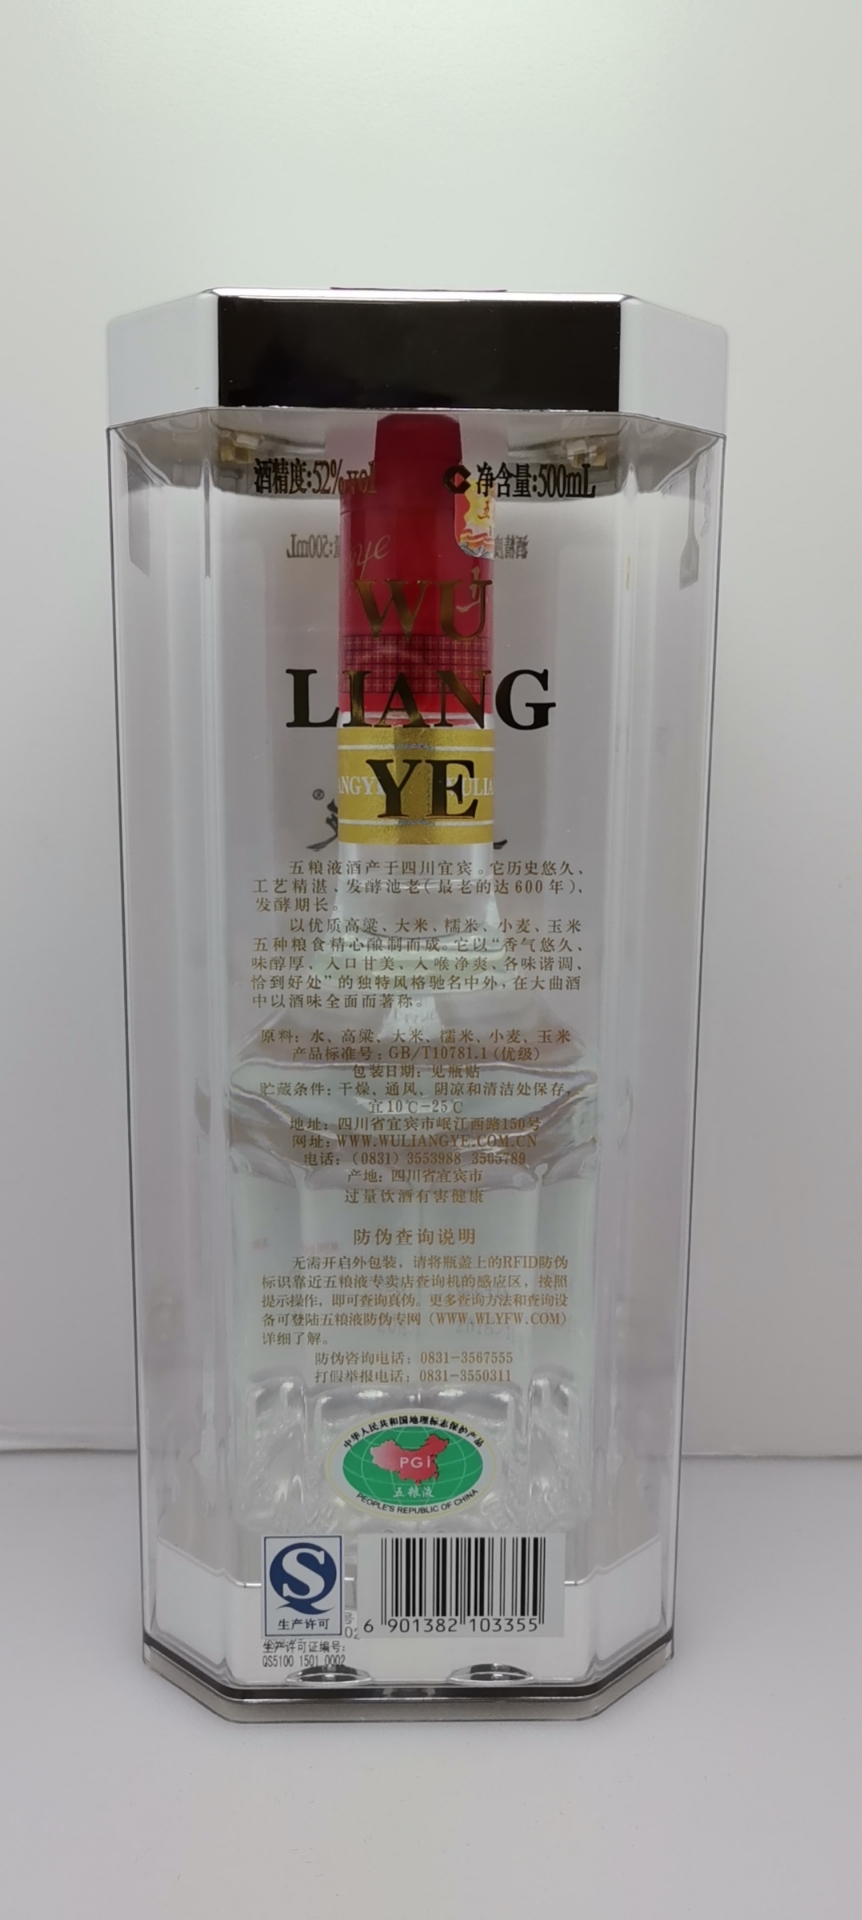 酒精度:52%vol
净含量:500mL
WU
LIANG
YE
五粮液酒产于四川宜宾。它历史悠久、
工艺精湛、发酵池老(最老的达600年)、
发酵期长。
以优质高粱、大米、糯米、小麦、玉米
五种粮食精心酿制而成。它以“香气悠久、
味醇厚、入口甘美、入喉净爽、各味谐调、
恰到好处”的独特风格驰名中外,在大曲酒
中以酒味全面而著称。
原料: 水、高粱、大米、糯米、小麦、玉米
产品标准号: GB/T10781.1 (优级)
包装日期: 见瓶贴
贮藏条件: 干燥、通风、阴凉和清洁处保存,
宜10℃-25℃
地址: 四川省宜宾市岷江西路150号
网址: WWW.WULIANGYE.COM.CN
电话: (0831) 3553988 3565789
产地: 四川省宜宾市
过量饮酒有害健康
防伪查询说明
无需开启外包装, 请将瓶盖上的RFID防伪
标识靠近五粮液专卖店查询机的感应区, 按照
提示操作, 即可查询真伪。更多查询方法和查询设
备可登陆五粮液防伪专网 (WWW.WLYFW.COM)
详细了解。
防伪咨询电话: 0831-3567555
打假举报电话: 0831-3550311
中华人民共和国地理标志保护产品
PGI
五粮液
PEOPLE'S REPUBLIC OF CHINA
生产许可
生产许可证编号:
QS5100 1501 0002
6 901382 103355